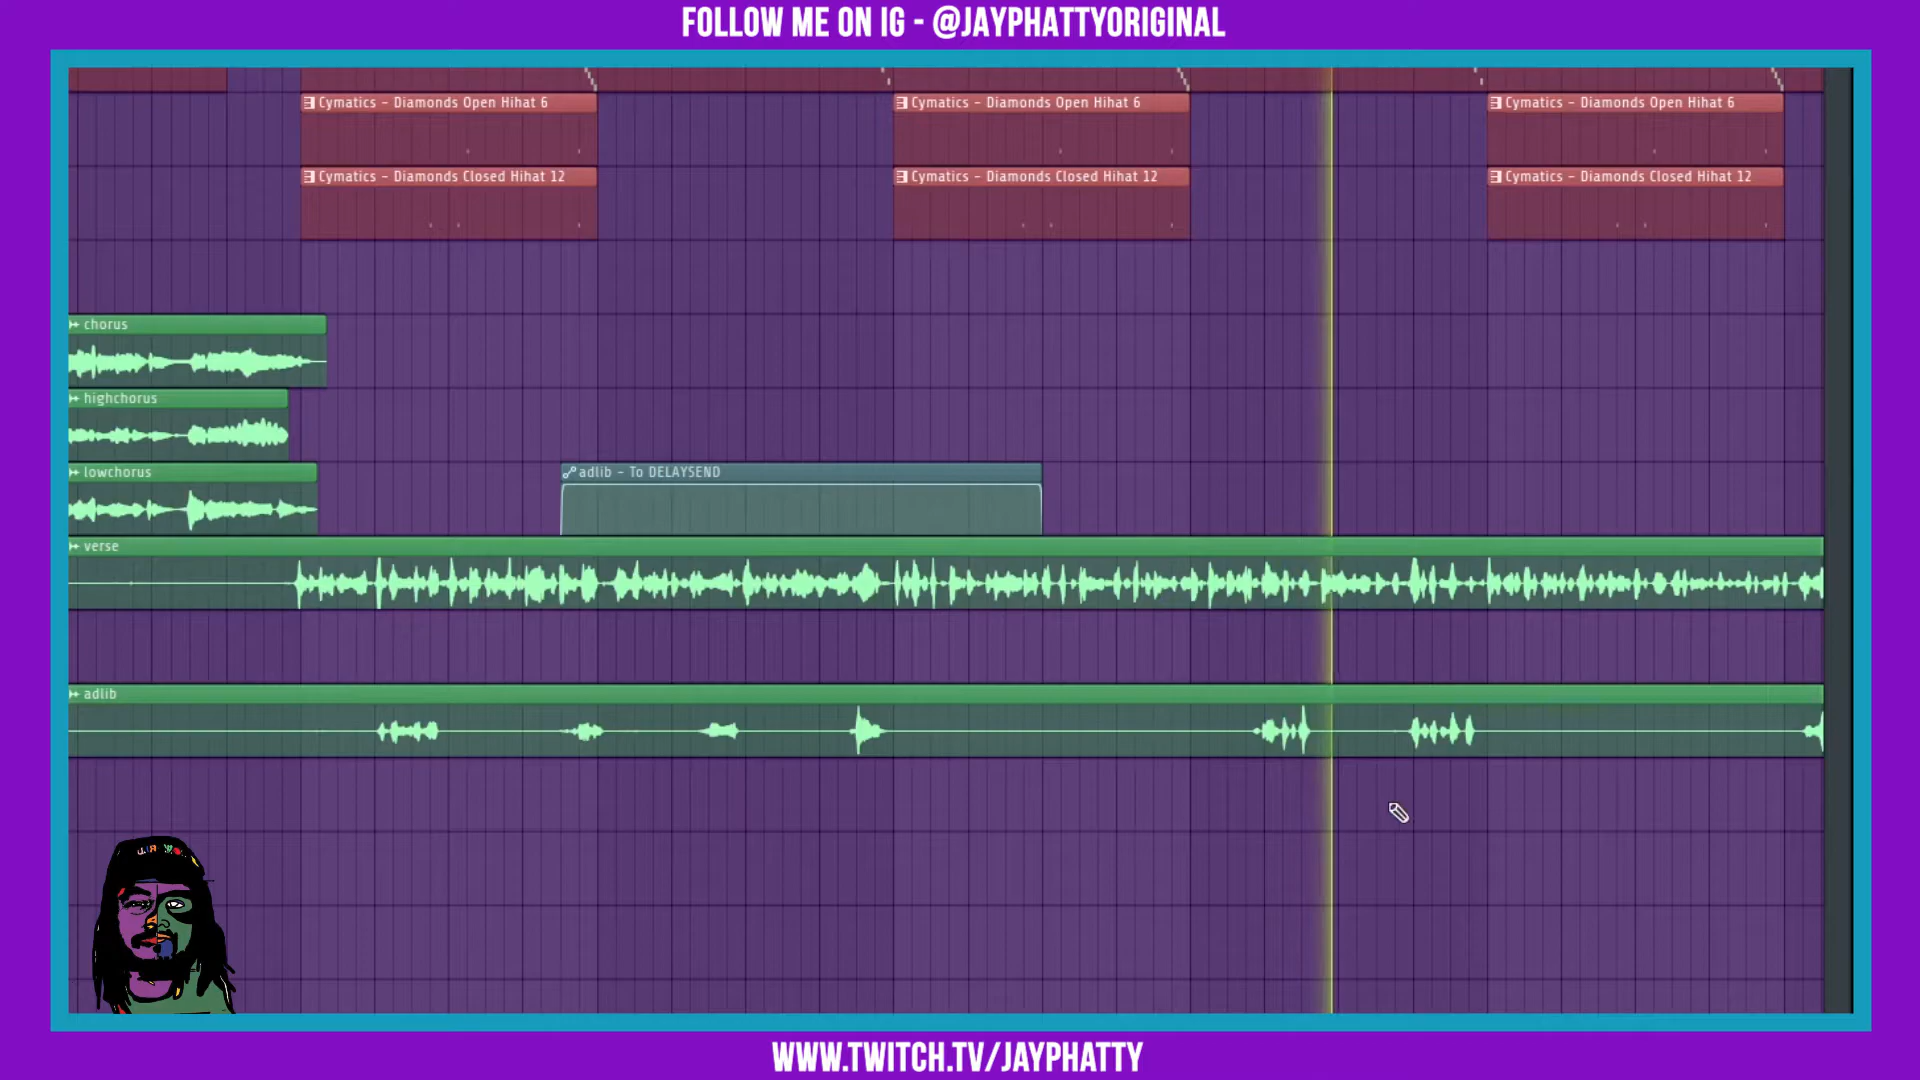 FOLLOW ME ON IG - @JAYPHATTYORIGINAL
Cymatics - Diamonds Open Hihat 6
Cymatics - Diamonds Open Hihat 6
Cymatics - Diamonds Open Hihat 6
Cymatics - Diamonds Closed Hihat 12
Cymatics - Diamonds Closed Hihat 12
Cymatics - Diamonds Closed Hihat 12
chorus
highchorus
lowchorus
adlib - To DELAYSEND
verse
adlib
WWW.TWITCH.TV/JAYPHATTY